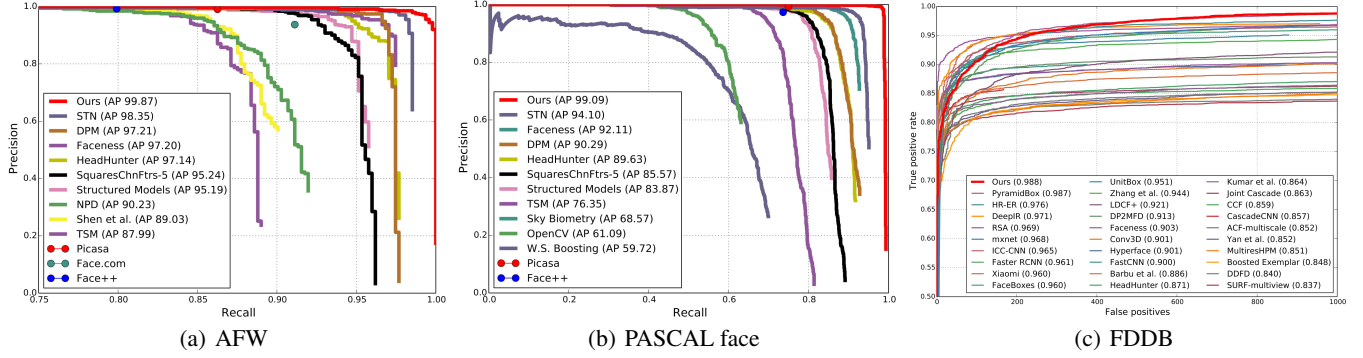 1.0
0.8
0.6
0.4
0.2
0.0
Precision
0.75
0.80
0.85
0.90
0.95
1.00
Recall
Ours (AP 99.87)
STN (AP 98.35)
DPM (AP 97.21)
Faceness (AP 97.20)
HeadHunter (AP 97.14)
SquaresChnFtrs-5 (AP 95.24)
Structured Models (AP 95.19)
NPD (AP 90.23)
Shen et al. (AP 89.03)
TSM (AP 87.99)
Picasa
Face.com
Face++
(a) AFW
1.0
0.8
0.6
0.4
0.2
0.0
Precision
0.0
0.2
0.4
0.6
0.8
1.0
Recall
Ours (AP 99.09)
STN (AP 94.10)
Faceness (AP 92.11)
DPM (AP 90.29)
HeadHunter (AP 89.63)
SquaresChnFtrs-5 (AP 85.57)
Structured Models (AP 83.87)
TSM (AP 76.35)
Sky Biometry (AP 68.57)
OpenCV (AP 61.09)
W.S. Boosting (AP 59.72)
Picasa
Face++
(b) PASCAL face
1.00
0.95
0.90
0.85
0.80
0.75
0.70
0.65
0.60
0.55
0.50
True positive rate
0
200
400
600
800
1000
False positives
Ours (0.988)
PyramidBox (0.987)
HR-ER (0.976)
DeepIR (0.971)
RSA (0.969)
mxnet (0.968)
ICC-CNN (0.965)
Faster RCNN (0.961)
Xiaomi (0.960)
FaceBoxes (0.960)
UnitBox (0.951)
Zhang et al. (0.944)
LDCF+ (0.921)
DP2MFD (0.913)
Faceness (0.903)
Conv3D (0.901)
Hyperface (0.901)
FastCNN (0.900)
Barbu et al. (0.886)
HeadHunter (0.871)
Kumar et al. (0.864)
Joint Cascade (0.863)
CCF (0.859)
CascadeCNN (0.857)
ACF-multiscale (0.852)
Yan et al. (0.852)
MultiresHPM (0.851)
Boosted Exemplar (0.848)
DDFD (0.840)
SURF-multiview (0.837)
(c) FDDB